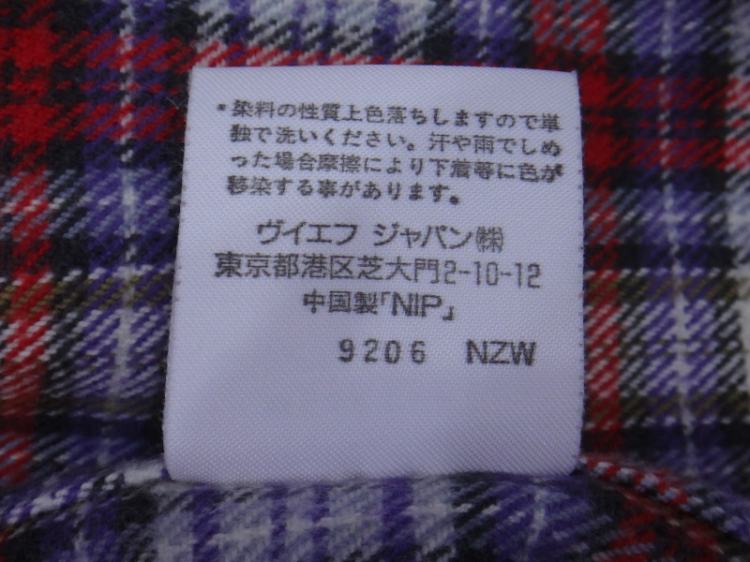 *染料の性質上色落ちしますので単
独で洗いください。汗や雨でしめ
った場合摩擦により下着等に色が
移染する事があります。
ヴイエフ ジャパン㈱
東京都港区芝大門2-10-12
中国製「NIP」
9206 NZW